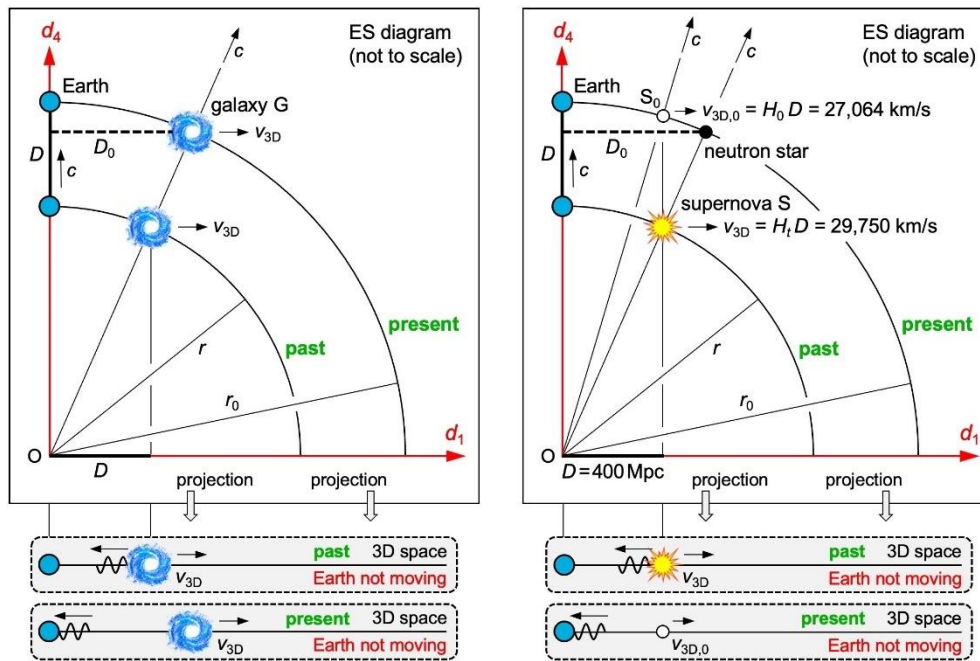 d4
ES diagram
(not to scale)
c
Earth
galaxy G
v3D
D0
D
c
v3D
past
present
r
r0
O
d1
D
projection
projection
past 3D space
v3D
Earth not moving
present 3D space
v3D
Earth not moving
d4
ES diagram
(not to scale)
c
c
Earth
S0
v3D,0 = H0 D = 27,064 km/s
D0
neutron star
D
c
supernova S
v3D = Ht D = 29,750 km/s
past
present
r
r0
O
d1
D = 400 Mpc
projection
projection
past 3D space
v3D
Earth not moving
present 3D space
v3D,0
Earth not moving